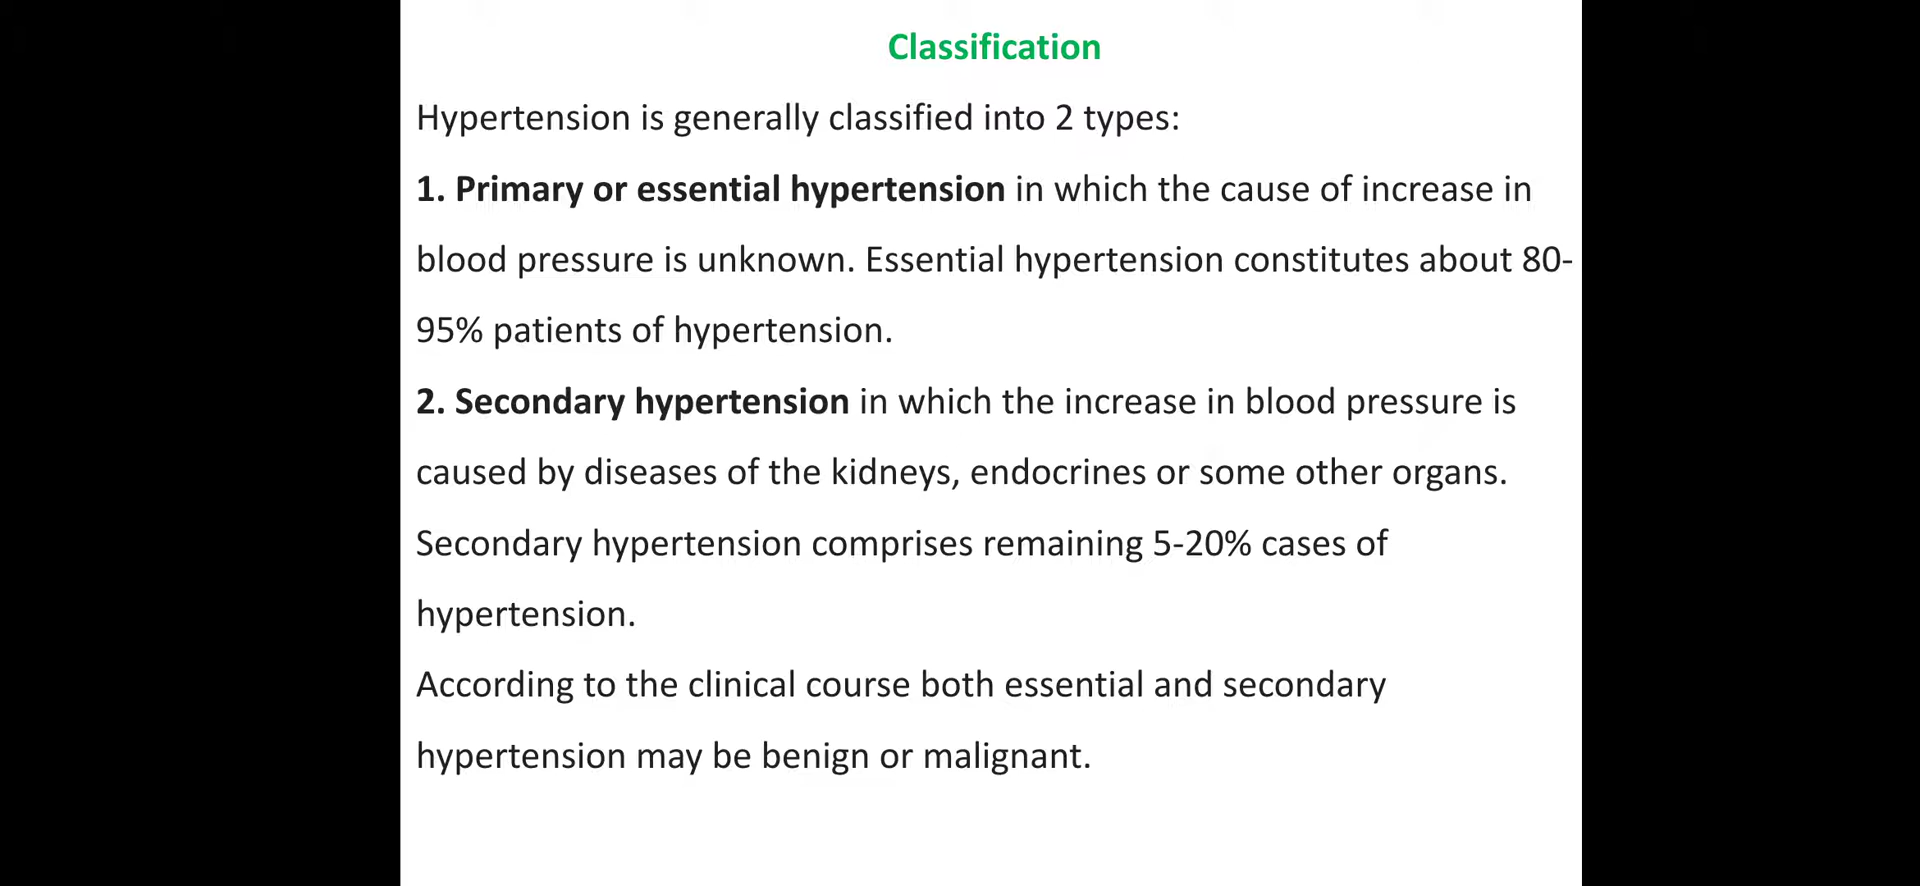 Classification
Hypertension is generally classified into 2 types:
1. Primary or essential hypertension in which the cause of increase in
blood pressure is unknown. Essential hypertension constitutes about 80-
95% patients of hypertension.
2. Secondary hypertension in which the increase in blood pressure is
caused by diseases of the kidneys, endocrines or some other organs.
Secondary hypertension comprises remaining 5-20% cases of
hypertension.
According to the clinical course both essential and secondary
hypertension may be benign or malignant.